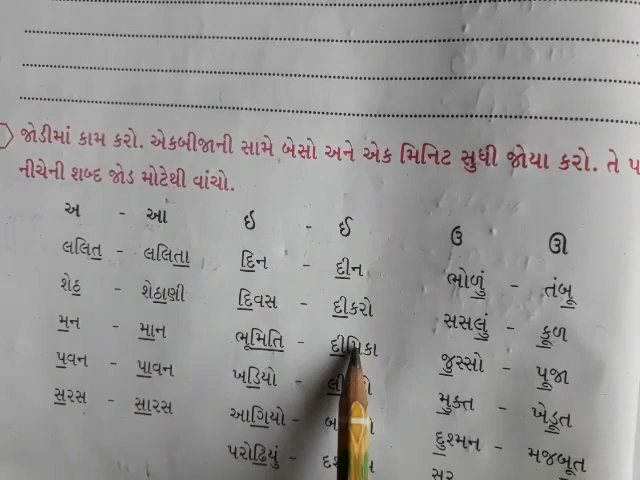 જોડીમાં કામ કરો. એકબીજાની સામે બેસો અને એક મિનિટ સુધી જોયા કરો. તે
નીચેની શબ્દ જોડ મોટેથી વાંચો.
અ - આ ઇ - ઈ ઉ ઊ
લલિત - લલિતા દિન - દીન ભોળું - તંબૂ
શેઠ - શેઠાણી દિવસ - દીકરો સસલું - કૂળ
મન - માન ભૂમિતિ - દીપિકા જુસ્સો - પૂજા
પવન - પાવન ખડિયો - મુક્ત - ખેડૂત
સરસ - સારસ આગિયો - દુશ્મન - મજબૂત
પરોઢિયું -